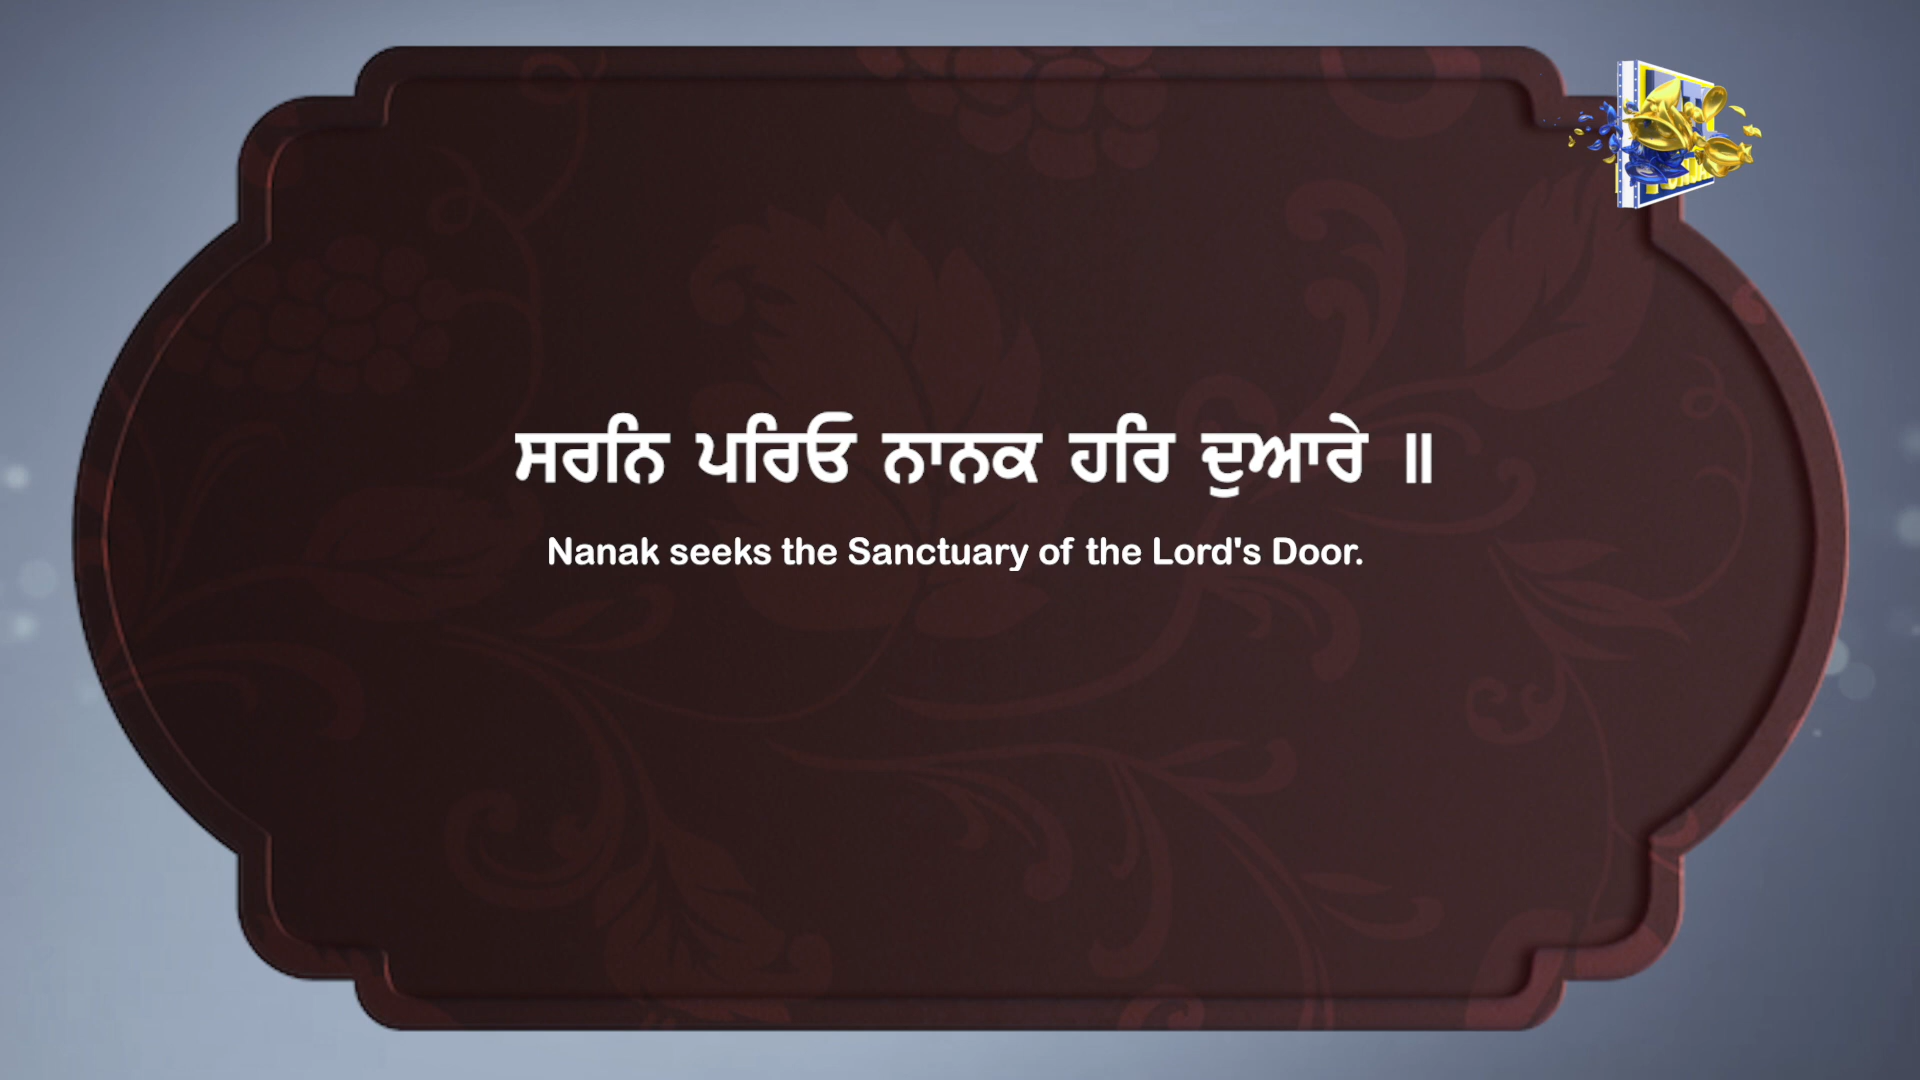 ਸਰਨਿ ਪਰਿਓ ਨਾਨਕ ਹਰਿ ਦੁਆਰੇ ॥
Nanak seeks the Sanctuary of the Lord's Door.